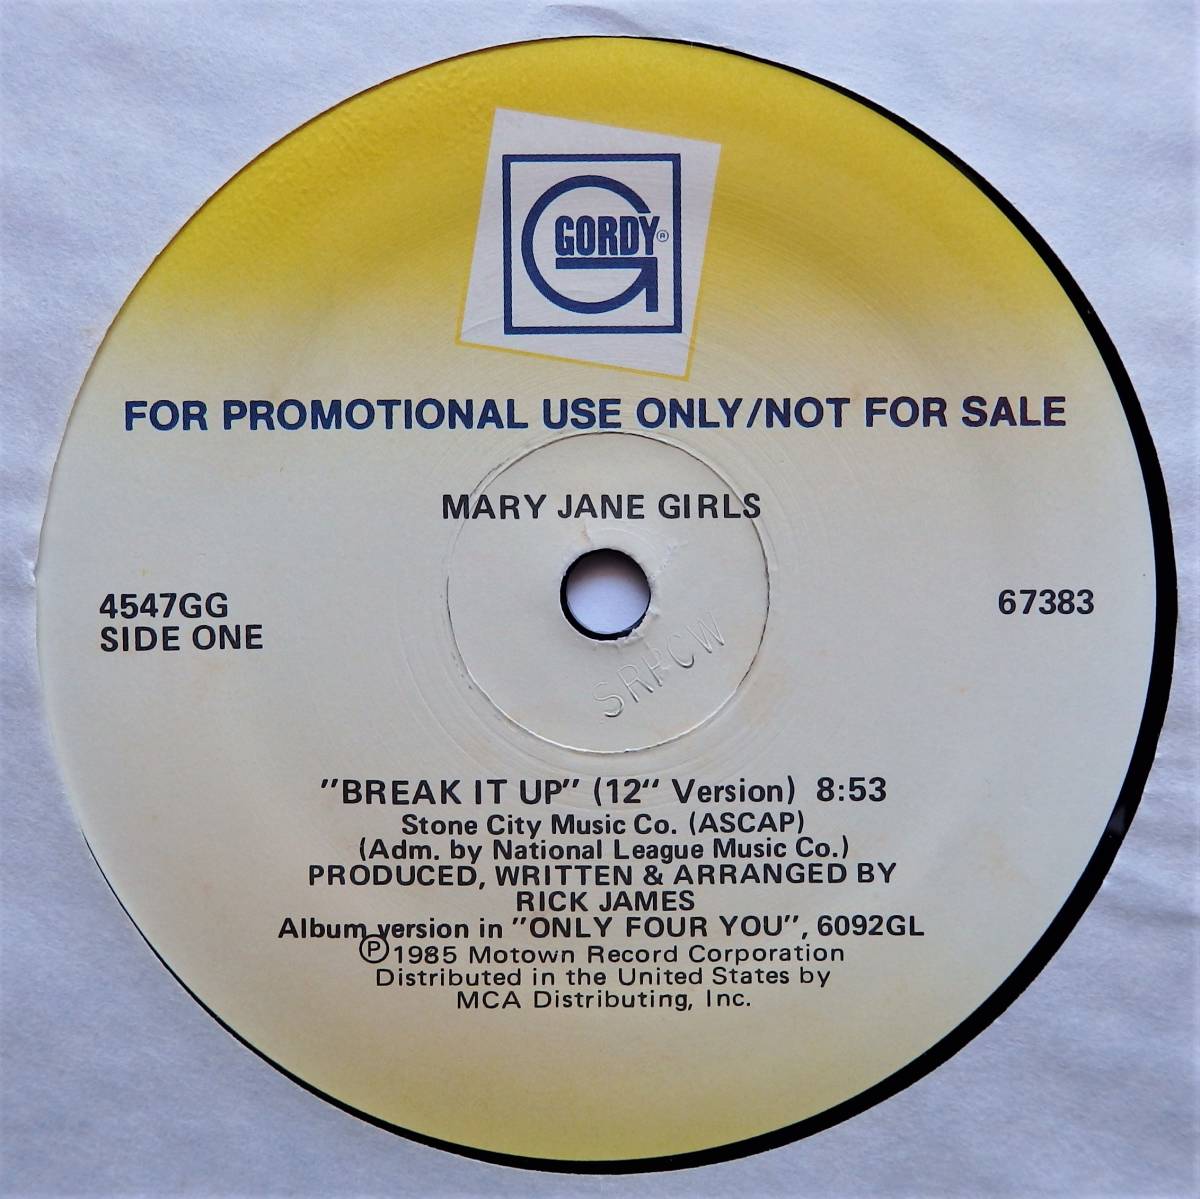 GORDY®
FOR PROMOTIONAL USE ONLY/NOT FOR SALE
MARY JANE GIRLS
4547GG
SIDE ONE
67383
"BREAK IT UP" (12" Version) 8:53
Stone City Music Co. (ASCAP)
(Adm. by National League Music Co.)
PRODUCED, WRITTEN & ARRANGED BY
RICK JAMES
Album version in "ONLY FOUR YOU", 6092GL
℗1985 Motown Record Corporation
Distributed in the United States by
MCA Distributing, Inc.